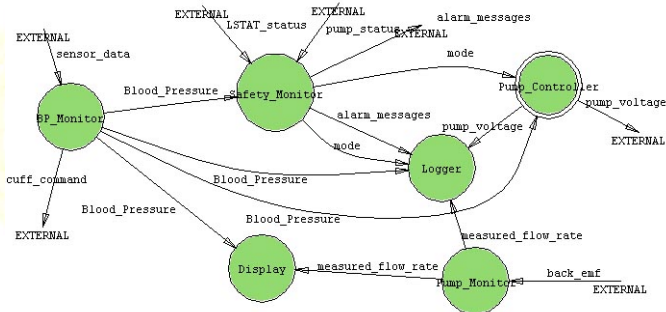 EXTERNAL
EXTERNAL
LSTAT_status
pump_status
alarm_messages
EXTERNAL
EXTERNAL
sensor_data
mode
Blood_Pressure
Safety_Monitor
Pump_Controller
pump_voltage
BP_Monitor
alarm_messages
pump_voltage
EXTERNAL
mode
Logger
cuff_command
Blood_Pressure
Blood_Pressure
Blood_Pressure
EXTERNAL
measured_flow_rate
Display
measured_flow_rate
back_emf
Pump_Monitor
EXTERNAL